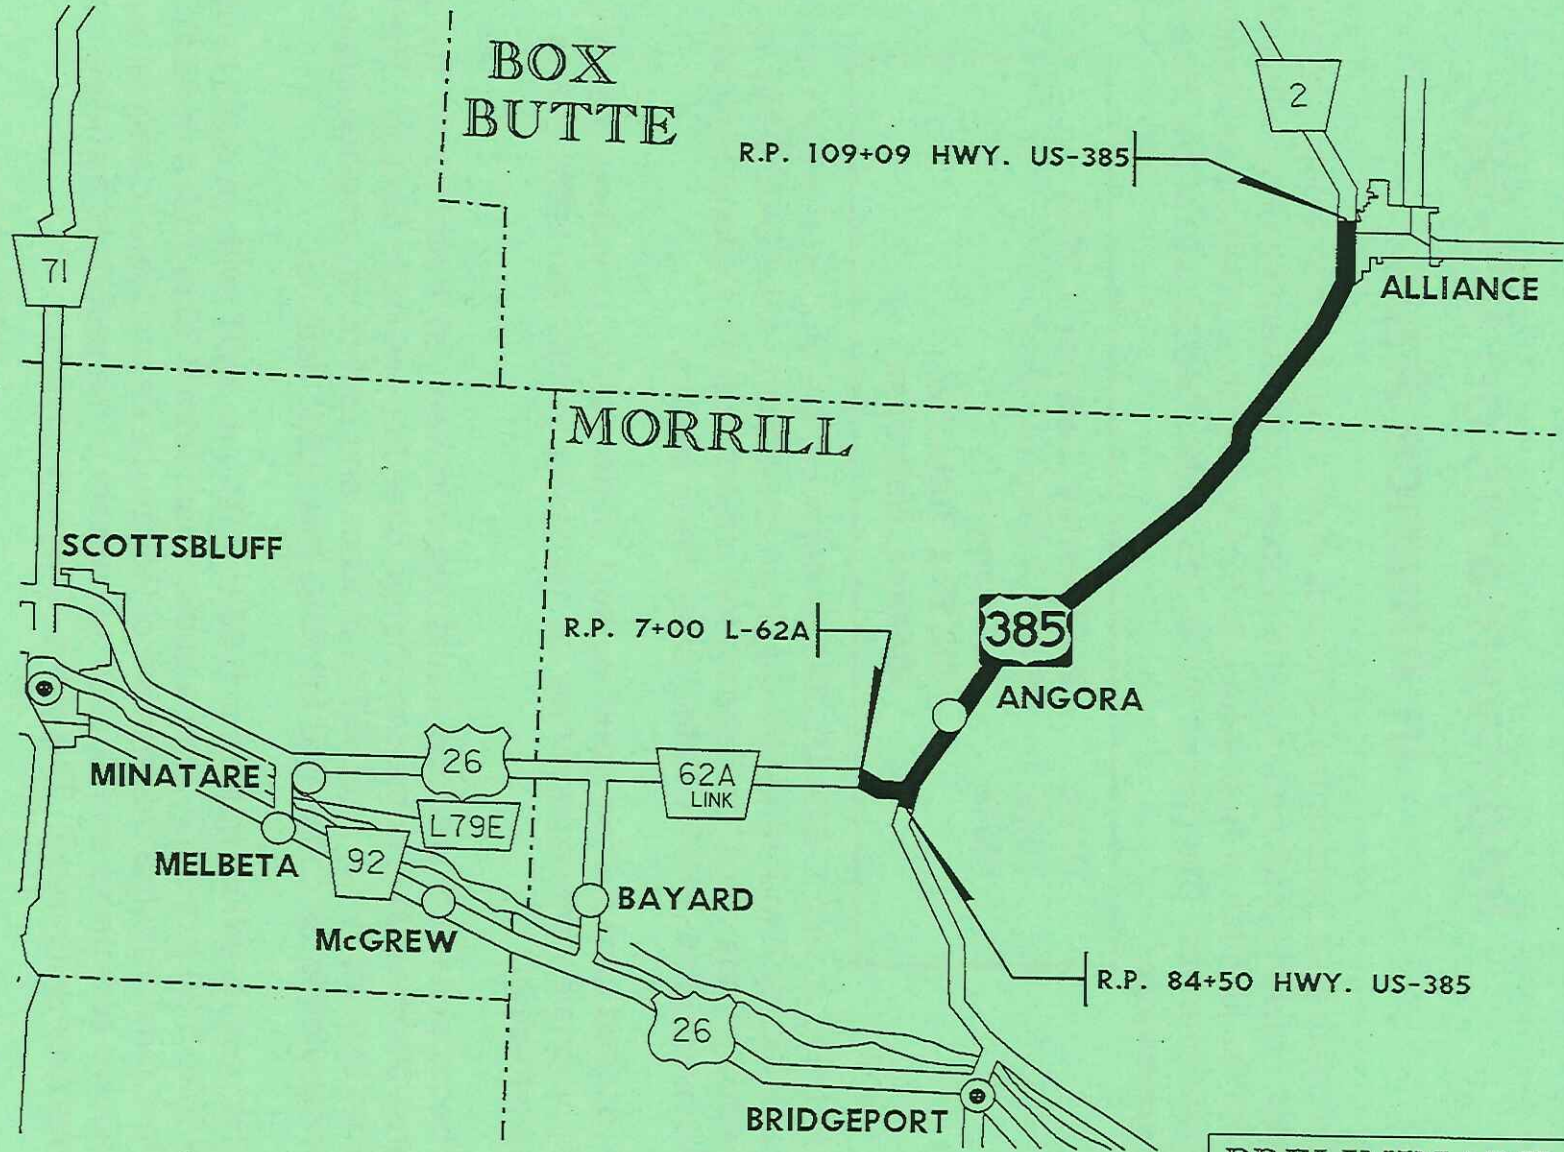 BOX
BUTTE
2
R.P. 109+09 HWY. US-385
71
ALLIANCE
MORRILL
SCOTTSBLUFF
R.P. 7+00 L-62A
385
ANGORA
26
62A
LINK
MINATARE
L79E
MELBETA
92
BAYARD
McGREW
R.P. 84+50 HWY. US-385
26
BRIDGEPORT